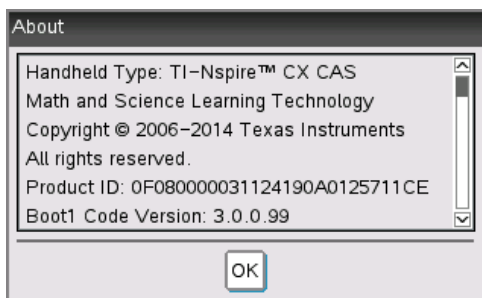 About
Handheld Type: TI-Nspire™ CX CAS
Math and Science Learning Technology
Copyright © 2006-2014 Texas Instruments
All rights reserved.
Product ID: 0F080000031124190A0125711CE
Boot1 Code Version: 3.0.0.99
OK